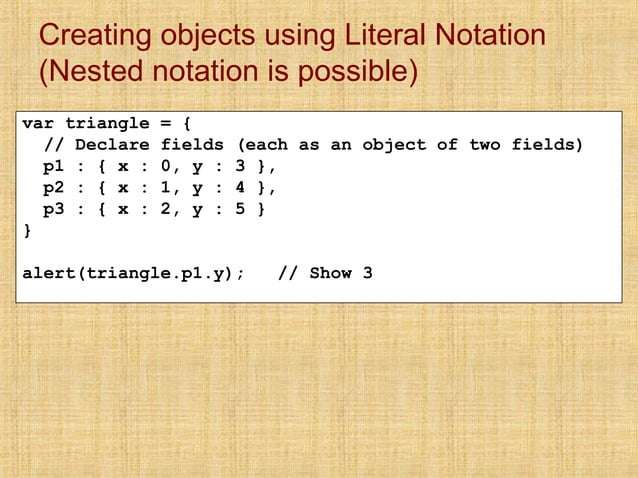 Creating objects using Literal Notation
(Nested notation is possible)
var triangle = {
  // Declare fields (each as an object of two fields)
  p1 : { x : 0, y : 3 },
  p2 : { x : 1, y : 4 },
  p3 : { x : 2, y : 5 }
}
alert(triangle.p1.y);   // Show 3